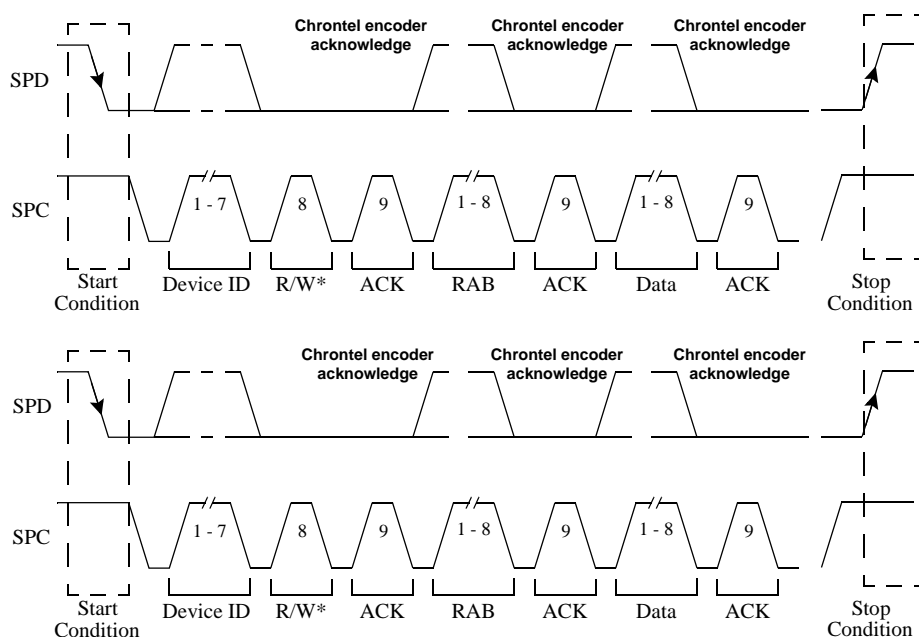 Chrontel encoder acknowledge
Chrontel encoder acknowledge
Chrontel encoder acknowledge
SPD
SPC
1 - 7
8
9
1 - 8
9
1 - 8
9
Start Condition
Device ID
R/W*
ACK
RAB
ACK
Data
ACK
Stop Condition
Chrontel encoder acknowledge
Chrontel encoder acknowledge
Chrontel encoder acknowledge
SPD
SPC
1 - 7
8
9
1 - 8
9
1 - 8
9
Start Condition
Device ID
R/W*
ACK
RAB
ACK
Data
ACK
Stop Condition